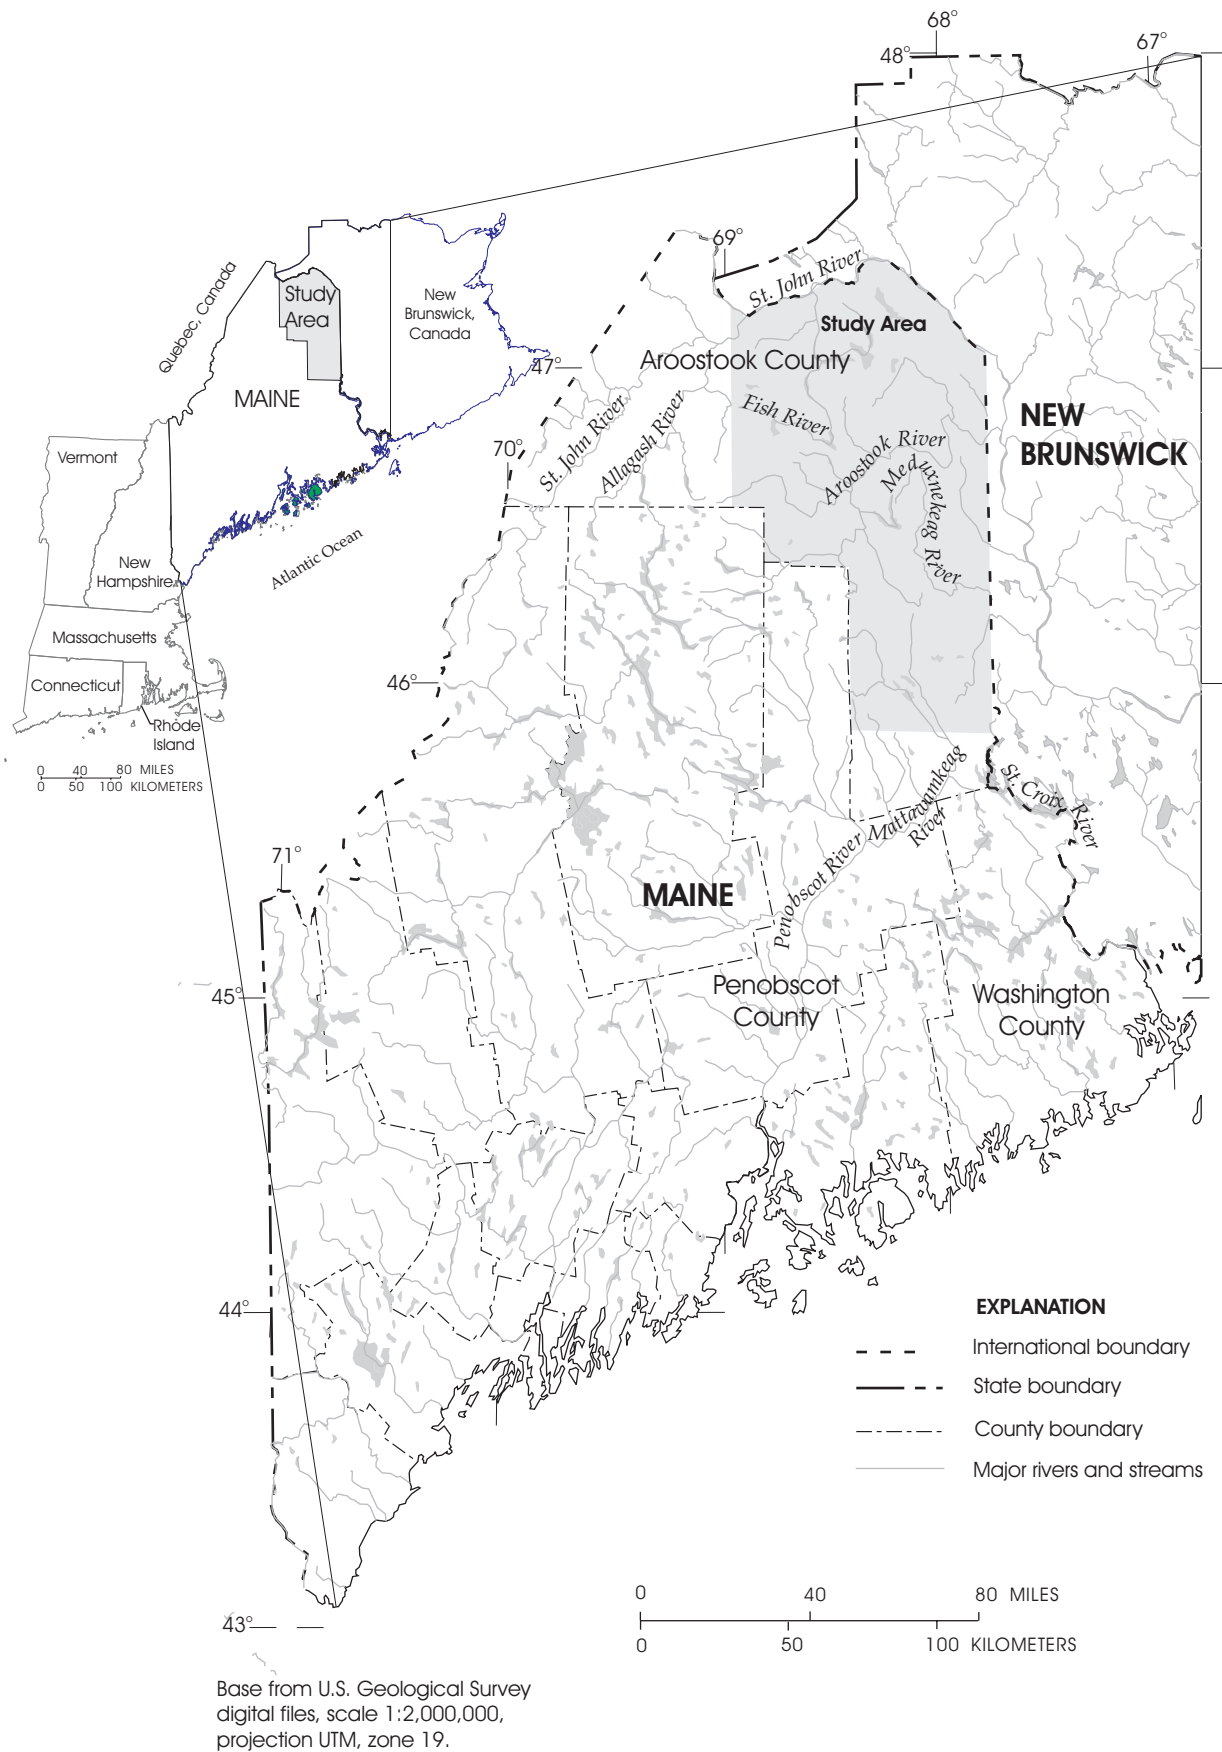 68°
67°
48°
69°
St. John River
Study Area
Aroostook County
47°
Fish River
NEW
BRUNSWICK
St. John River
Allagash River
Aroostook River
Meduxnekeag River
70°
46°
St. Croix River
Mattawamkeag
River
Penobscot River
71°
MAINE
Penobscot
County
Washington
County
45°
44°
43°
Quebec, Canada
Study
Area
New
Brunswick,
Canada
MAINE
Vermont
New
Hampshire
Atlantic Ocean
Massachusetts
Connecticut
Rhode
Island
0 40 80 MILES
0 50 100 KILOMETERS
EXPLANATION
International boundary
State boundary
County boundary
Major rivers and streams
0 40 80 MILES
0 50 100 KILOMETERS
Base from U.S. Geological Survey
digital files, scale 1:2,000,000,
projection UTM, zone 19.